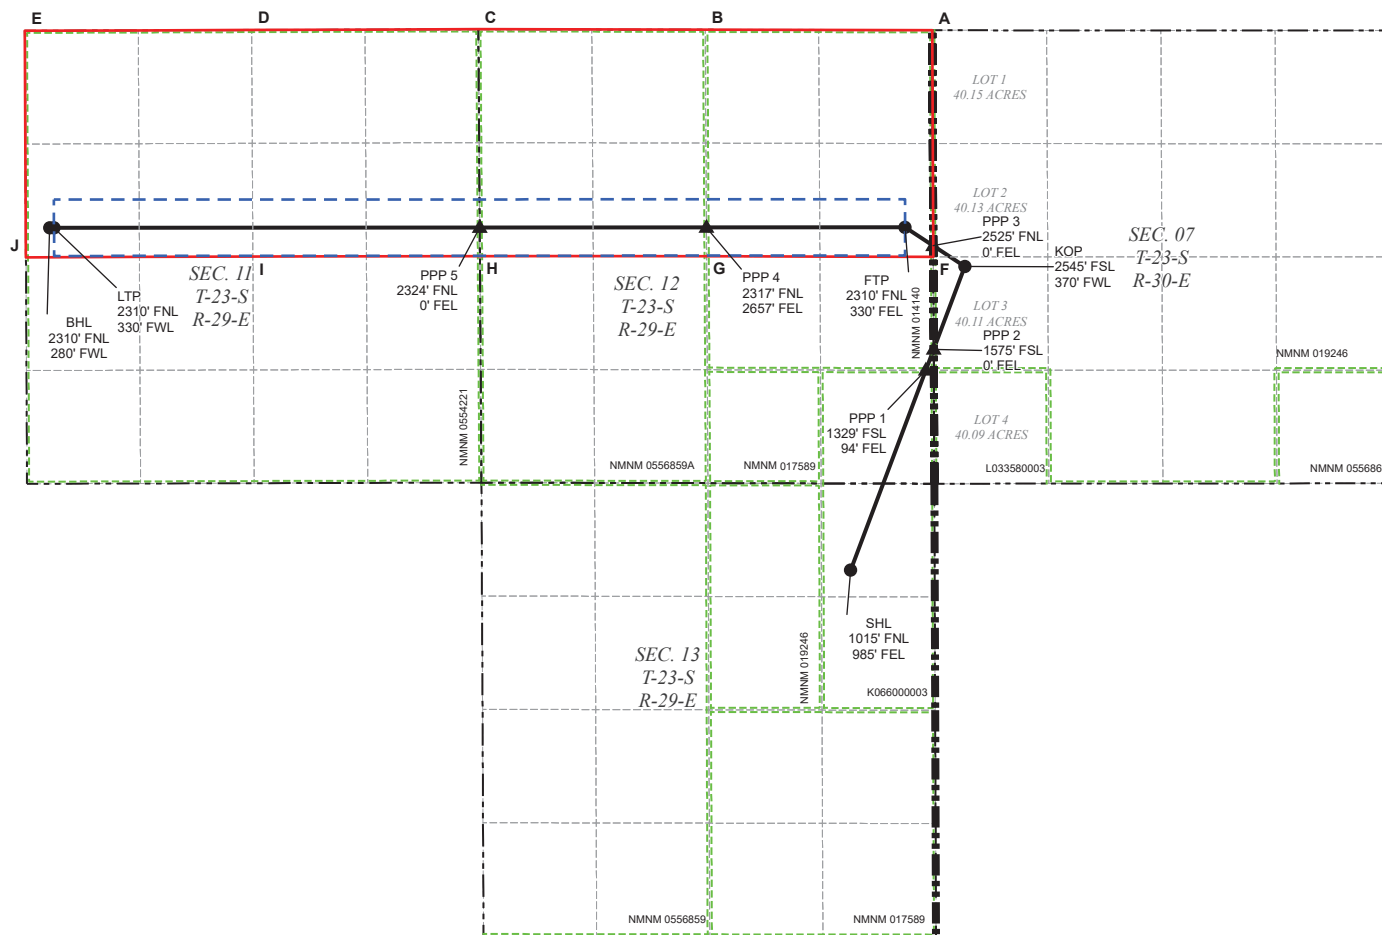 E
D
C
B
A
LOT 1
40.15 ACRES
LOT 2
40.13 ACRES
PPP 3
2525' FNL
0' FEL
SEC. 07
T-23-S
R-30-E
KOP
2545' FSL
370' FWL
J
SEC. 11
T-23-S
R-29-E
I
H
G
F
LTP
2310' FNL
330' FWL
BHL
2310' FNL
280' FWL
PPP 5
2324' FNL
0' FEL
SEC. 12
T-23-S
R-29-E
PPP 4
2317' FNL
2657' FEL
FTP
2310' FNL
330' FEL
NMNM 014140
LOT 3
40.11 ACRES
PPP 2
1575' FSL
0' FEL
NMNM 019246
NMNM 0554221
PPP 1
1329' FSL
94' FEL
LOT 4
40.09 ACRES
NMNM 0556859A
NMNM 017589
L033580003
NMNM 055686
SHL
1015' FNL
985' FEL
SEC. 13
T-23-S
R-29-E
NMNM 019246
K066000003
NMNM 0556859
NMNM 017589